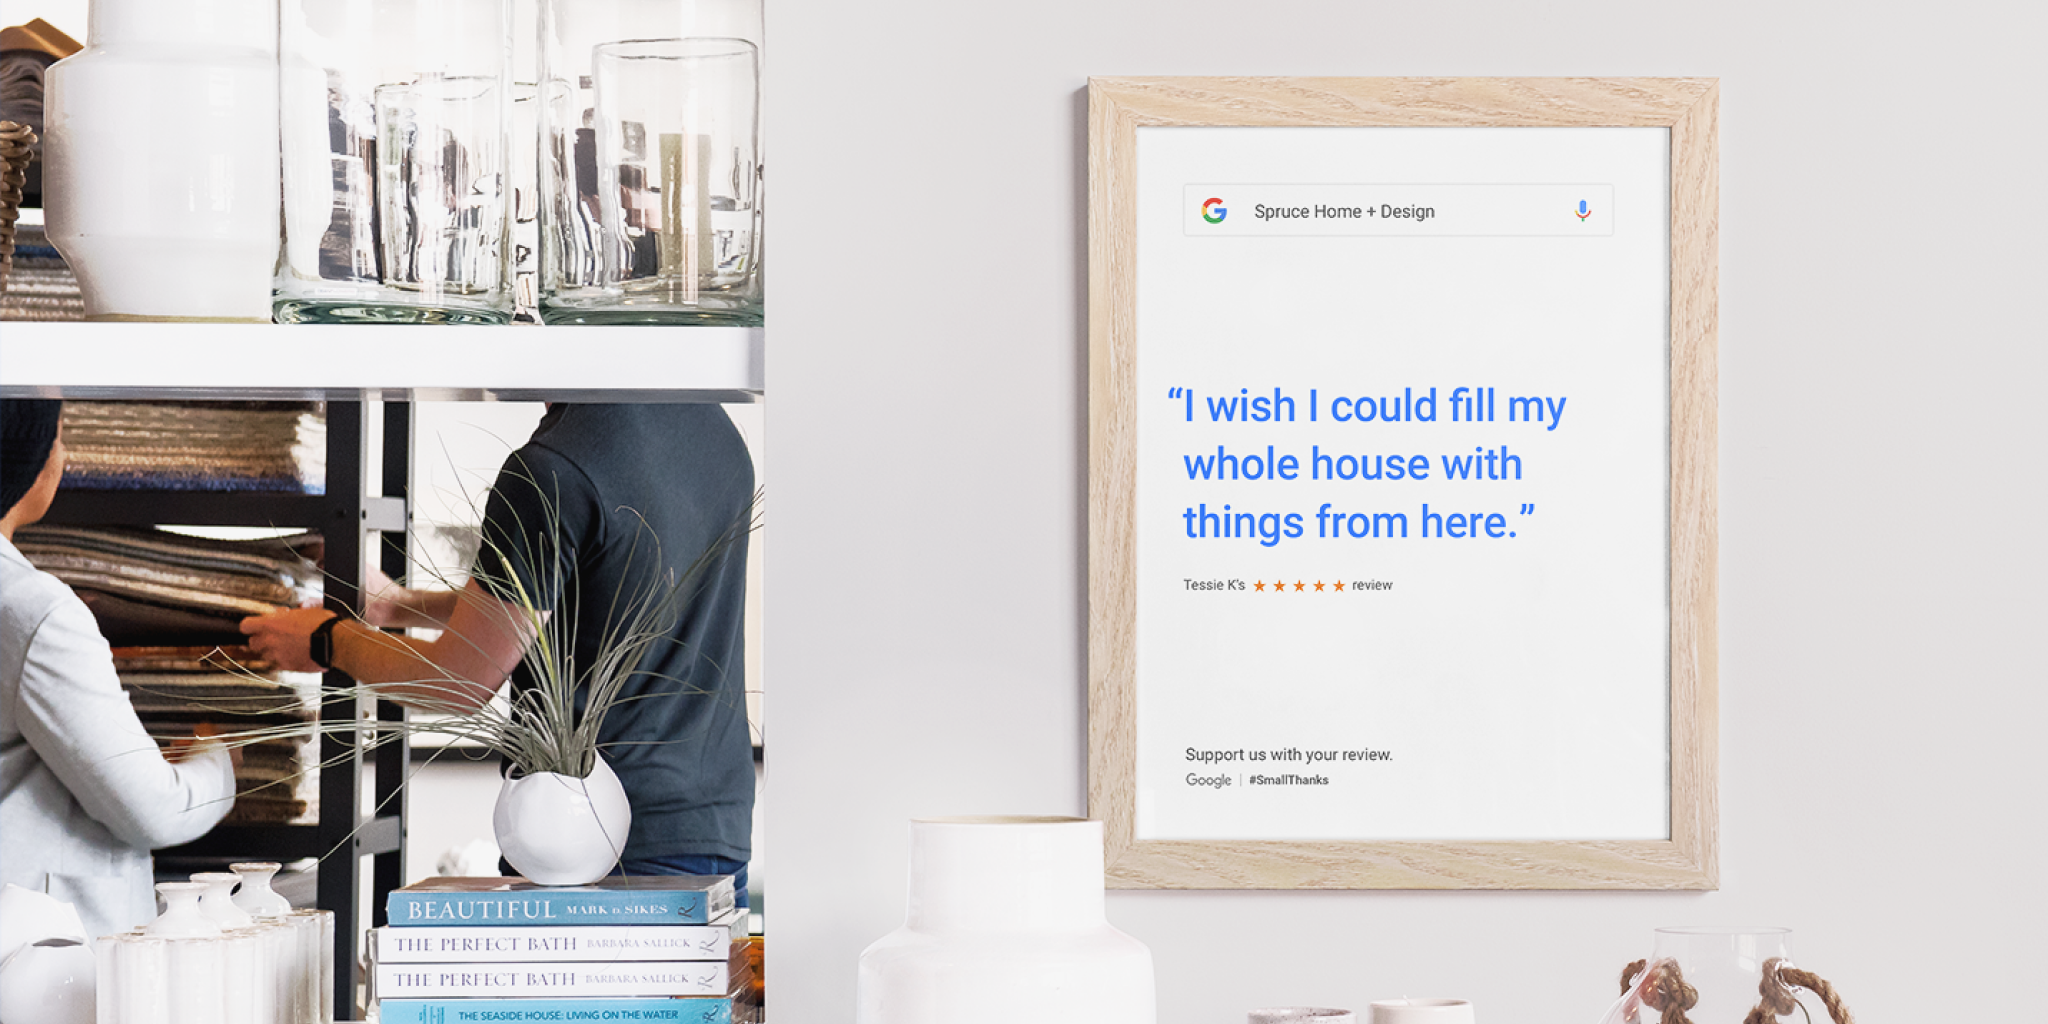 Spruce Home + Design
“I wish I could fill my
whole house with
things from here.”
Tessie K's ★★★★★ review
Support us with your review.
Google | #SmallThanks
BEAUTIFUL MARK D. SIKES R
THE PERFECT BATH BARBARA SALLICK R
THE PERFECT BATH BARBARA SALLICK R
THE SEASIDE HOUSE: LIVING ON THE WATER R